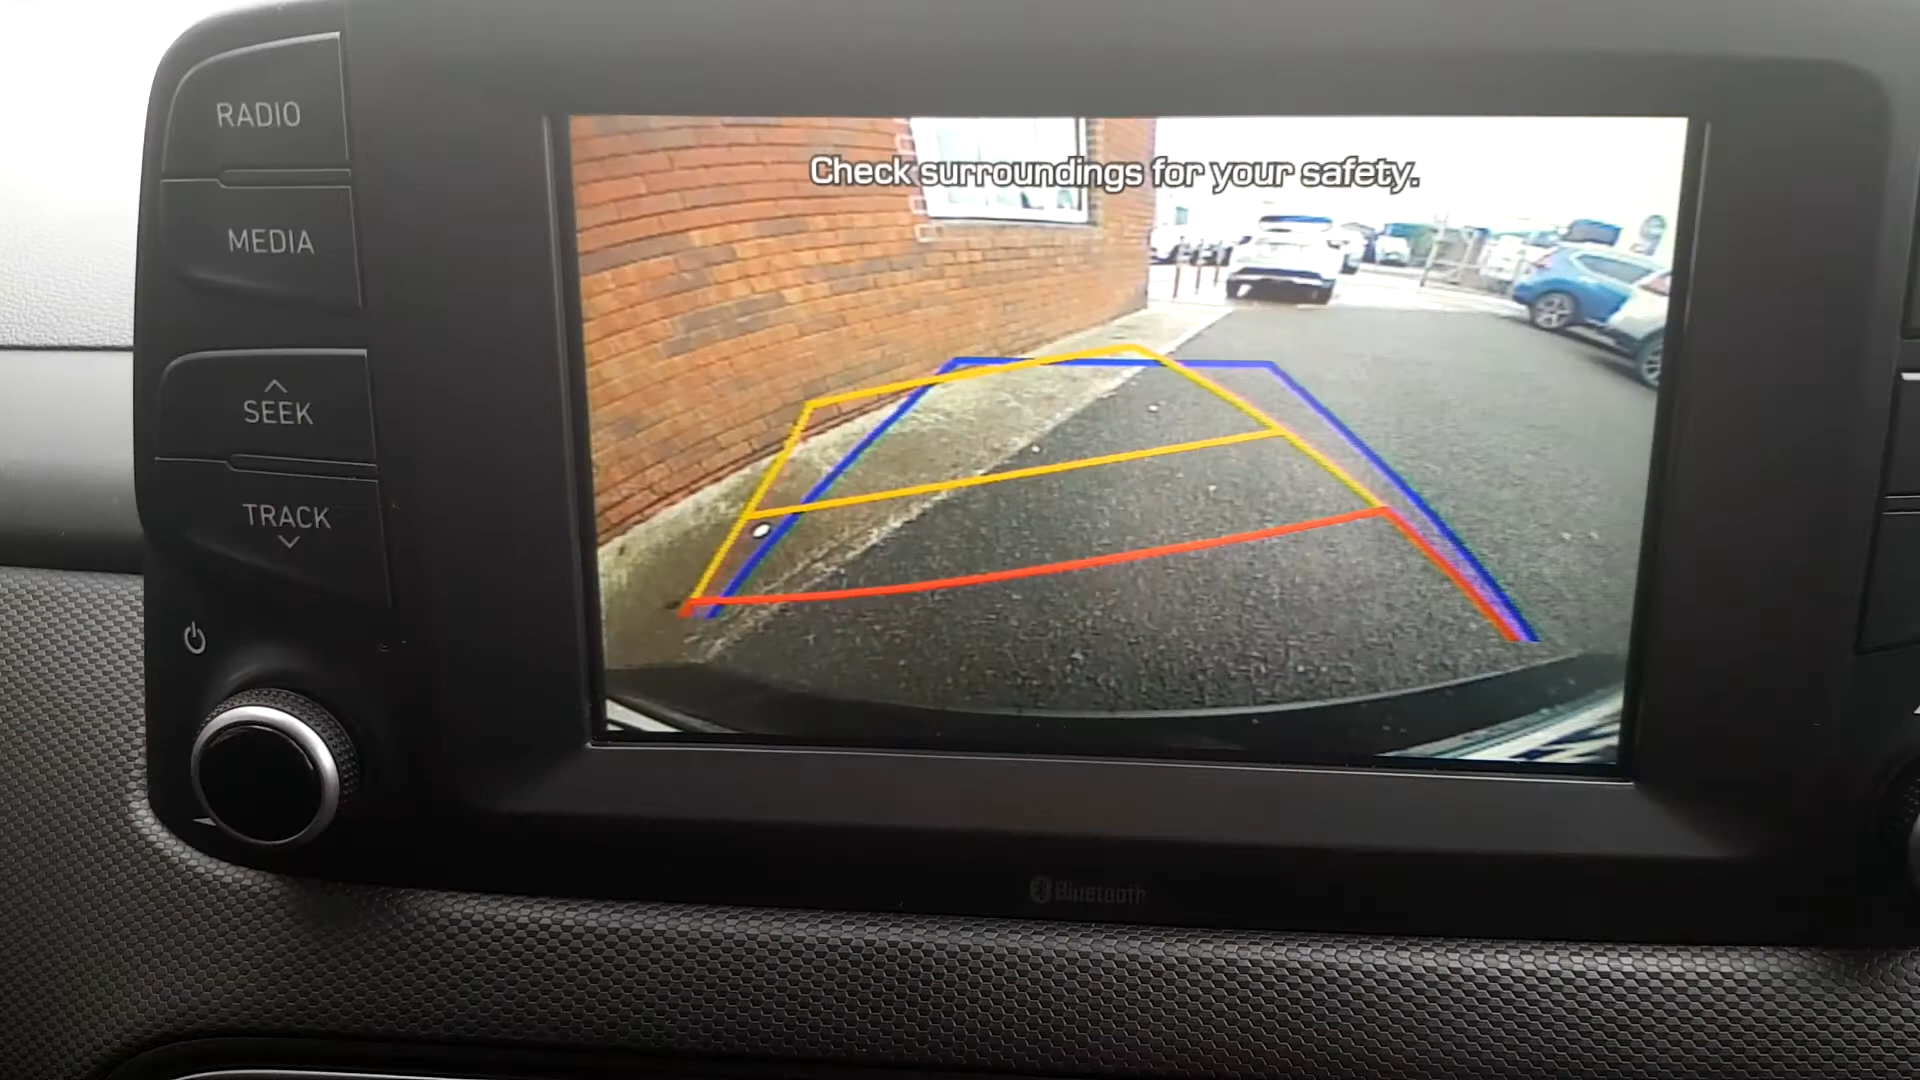 RADIO
MEDIA
SEEK
TRACK
Check surroundings for your safety.
Bluetooth